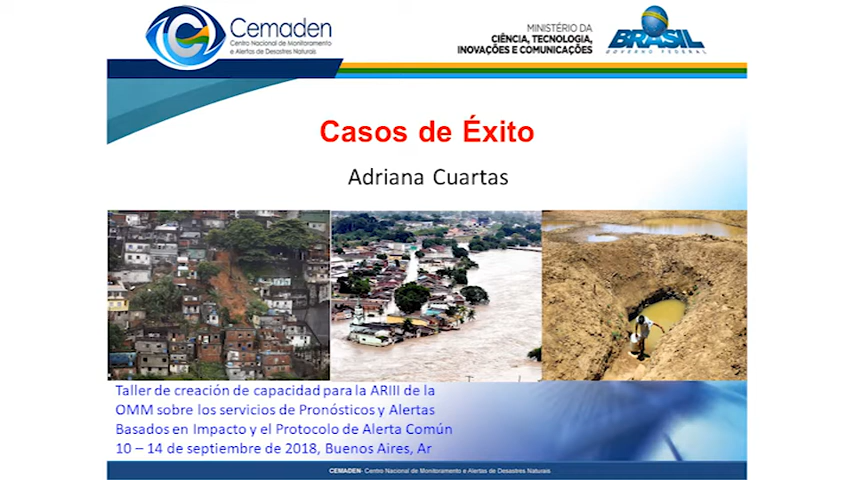 Cemaden
Centro Nacional de Monitoramento
e Alertas de Desastres Naturais
MINISTÉRIO DA
CIÊNCIA, TECNOLOGIA,
INOVAÇÕES E COMUNICAÇÕES
BRASIL
GOVERNO FEDERAL
Casos de Éxito
Adriana Cuartas
Taller de creación de capacidad para la ARIII de la
OMM sobre los servicios de Pronósticos y Alertas
Basados en Impacto y el Protocolo de Alerta Común
10 – 14 de septiembre de 2018, Buenos Aires, Ar
CEMADEN- Centro Nacional de Monitoramento e Alertas de Desastres Naturais